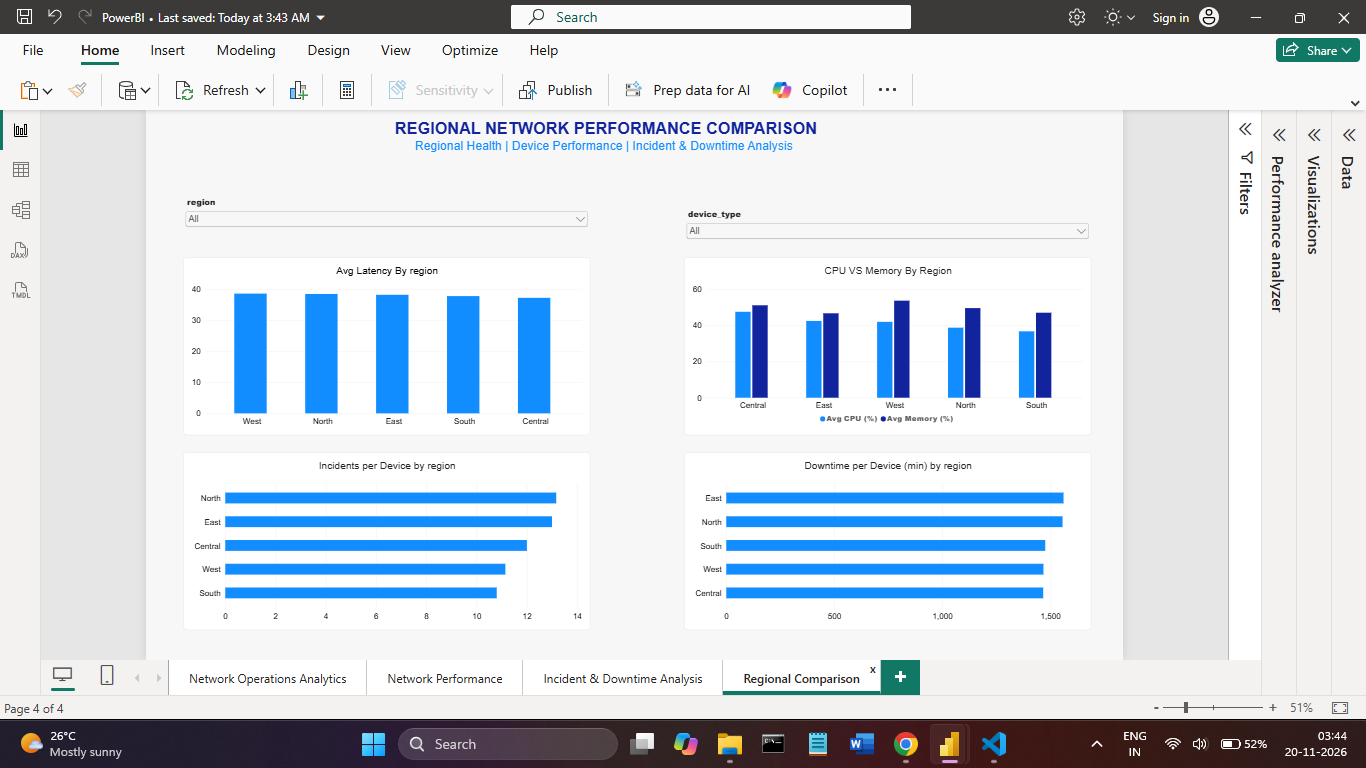 PowerBI • Last saved: Today at 3:43 AM
Search
Sign in
File Home Insert Modeling Design View Optimize Help
Share
Refresh
Sensitivity
Publish
Prep data for AI
Copilot
REGIONAL NETWORK PERFORMANCE COMPARISON
Regional Health | Device Performance | Incident & Downtime Analysis
region
All
device_type
All
Avg Latency By region
40
30
20
10
0
West North East South Central
CPU VS Memory By Region
60
40
20
0
Central East West North South
Avg CPU (%) Avg Memory (%)
Incidents per Device by region
North
East
Central
West
South
0 2 4 6 8 10 12 14
Downtime per Device (min) by region
East
North
South
West
Central
0 500 1,000 1,500
Filters
Performance analyzer
Visualizations
Data
DAX
TMDL
Network Operations Analytics
Network Performance
Incident & Downtime Analysis
Regional Comparison x
+
Page 4 of 4
- + 51%
26°C
Mostly sunny
Search
ENG
IN
52%
03:44
20-11-2026